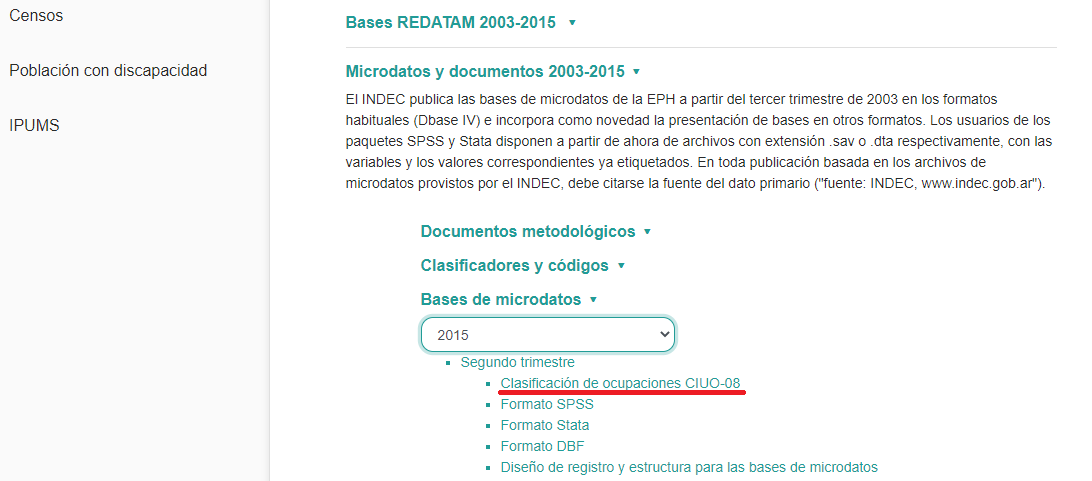 Censos
Población con discapacidad
IPUMS
Bases REDATAM 2003-2015
Microdatos y documentos 2003-2015
El INDEC publica las bases de microdatos de la EPH a partir del tercer trimestre de 2003 en los formatos
habituales (Dbase IV) e incorpora como novedad la presentación de bases en otros formatos. Los usuarios de los
paquetes SPSS y Stata disponen a partir de ahora de archivos con extensión .sav o .dta respectivamente, con las
variables y los valores correspondientes ya etiquetados. En toda publicación basada en los archivos de
microdatos provistos por el INDEC, debe citarse la fuente del dato primario ("fuente: INDEC, www.indec.gob.ar").
Documentos metodológicos
Clasificadores y códigos
Bases de microdatos
2015
Segundo trimestre
Clasificación de ocupaciones CIUO-08
Formato SPSS
Formato Stata
Formato DBF
Diseño de registro y estructura para las bases de microdatos